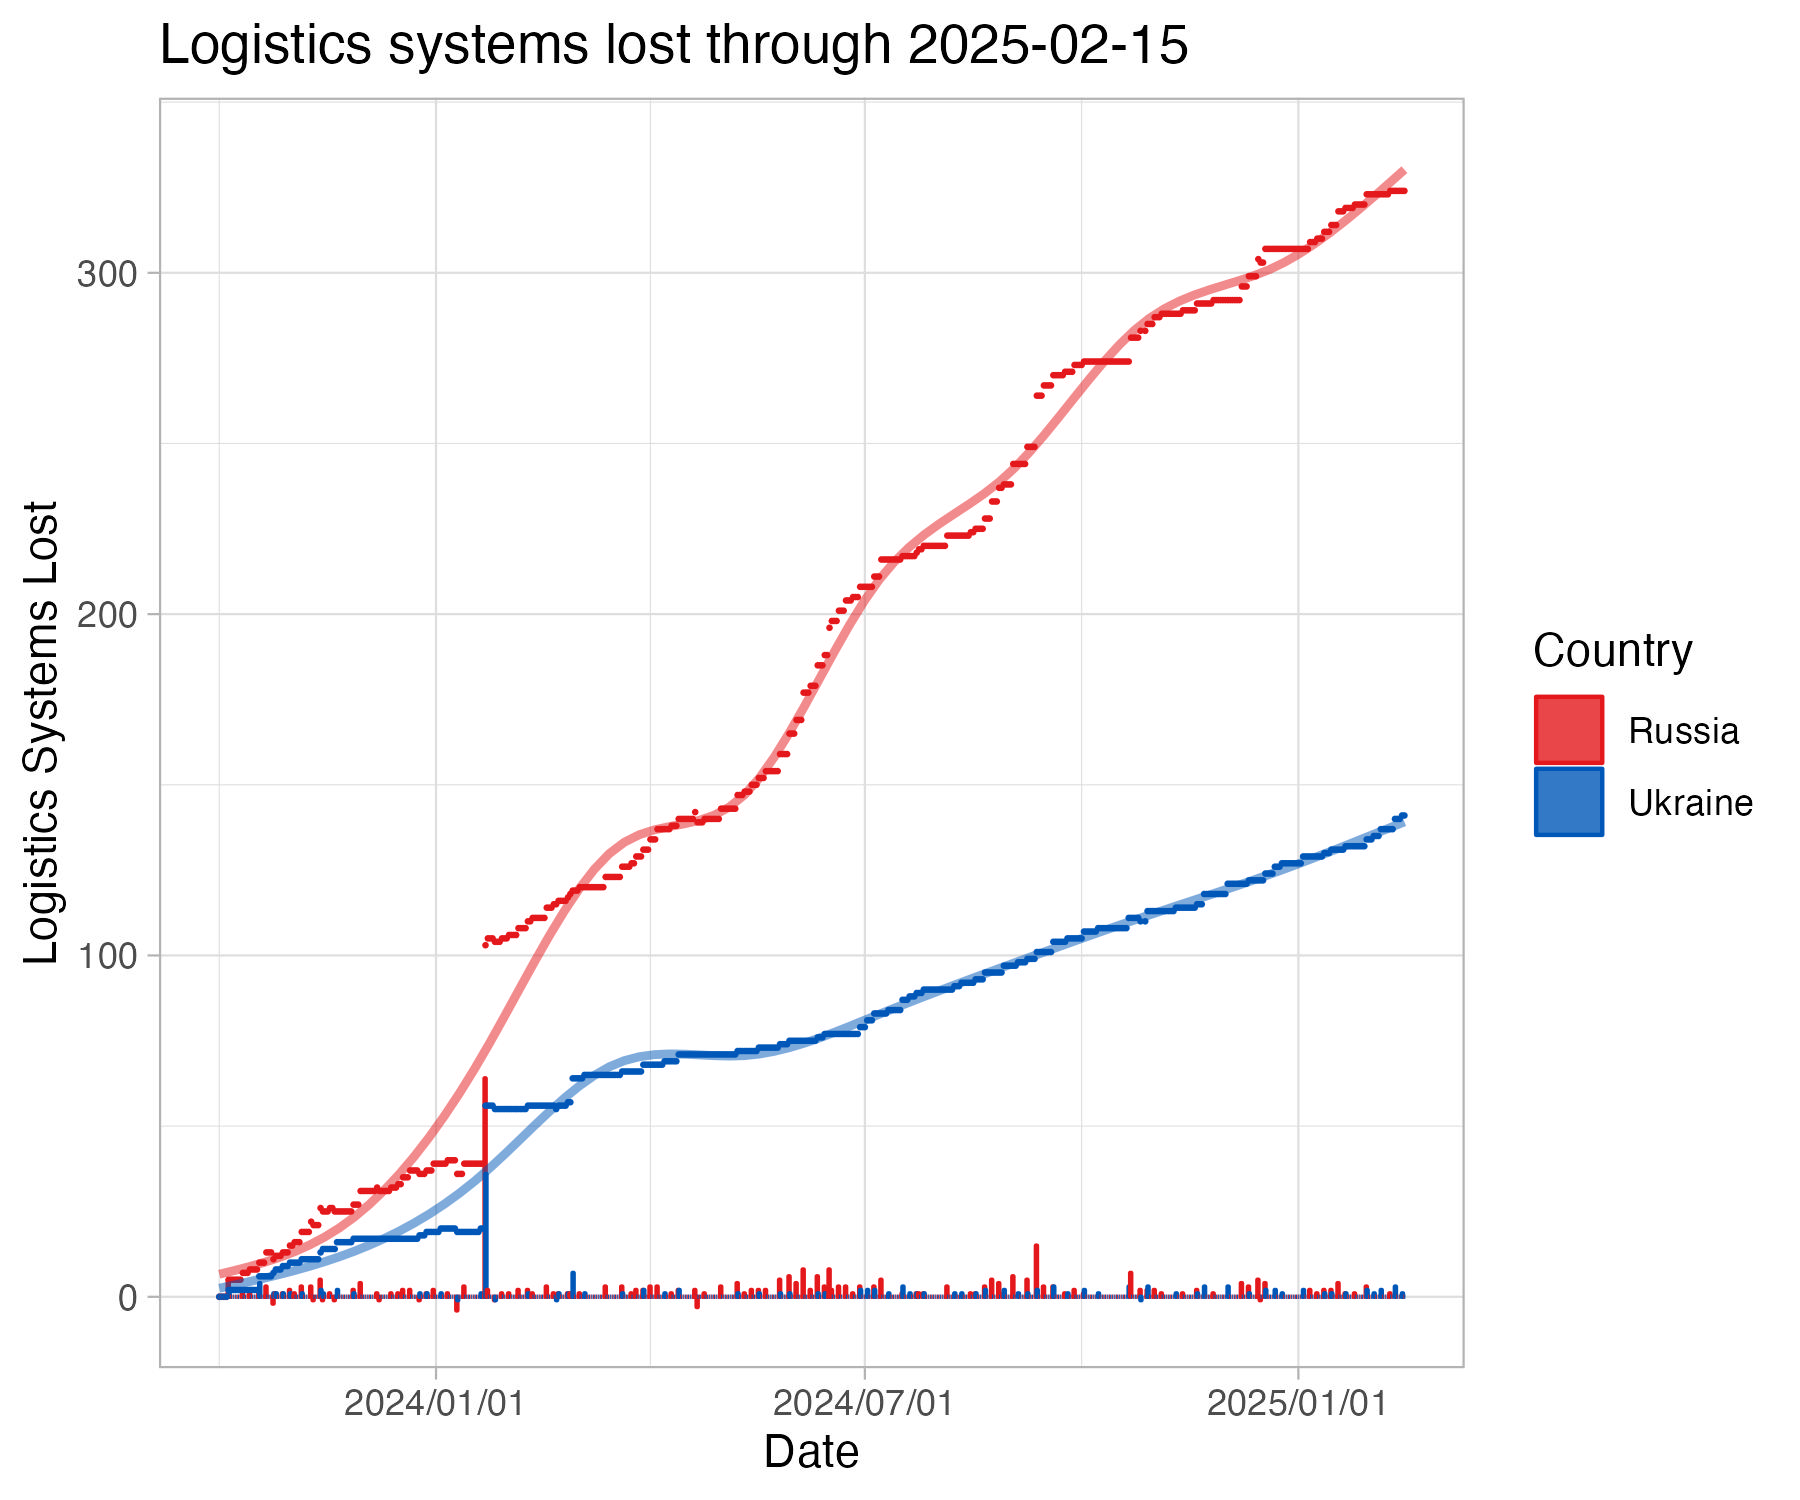 Logistics systems lost through 2025-02-15
Logistics Systems Lost
300
200
100
0
2024/01/01
2024/07/01
2025/01/01
Date
Country
Russia
Ukraine